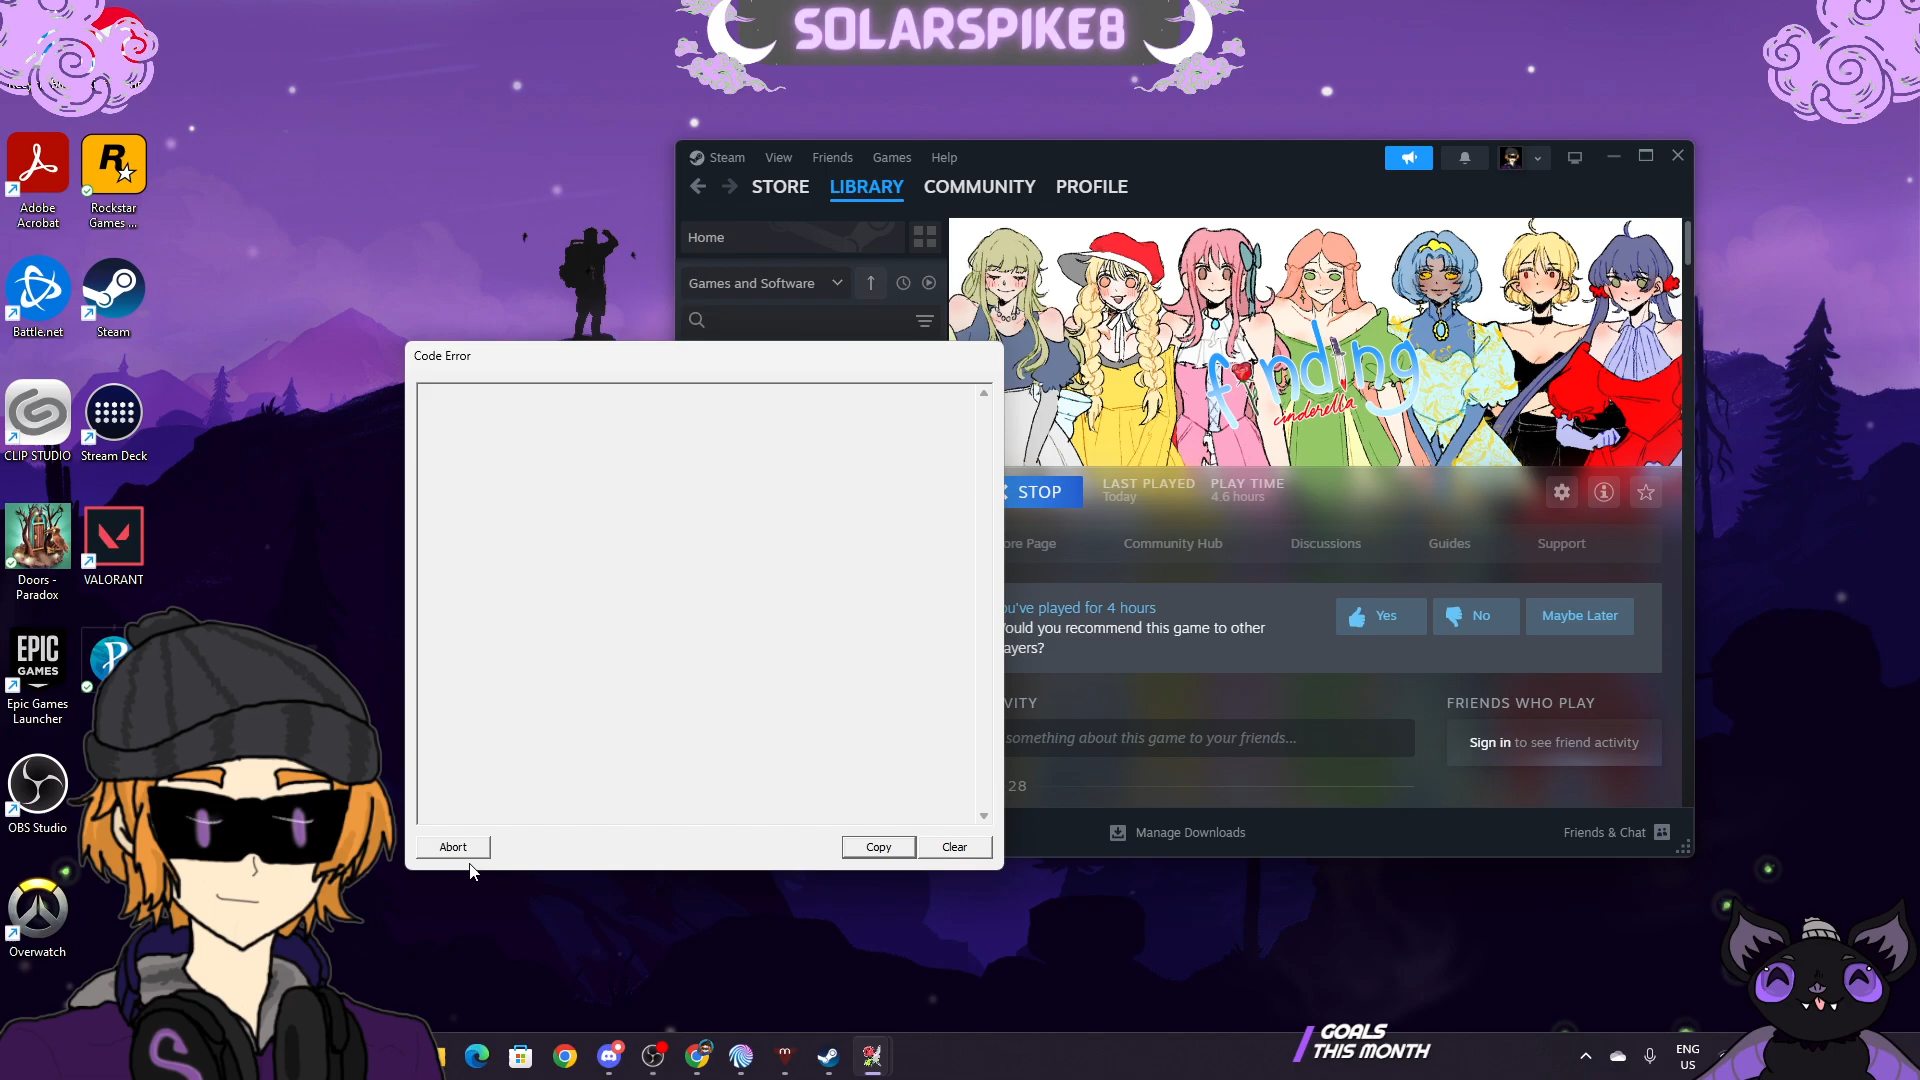 SOLARSPIKE8
Adobe
Acrobat
R
Rockstar
Games ...
Battle.net
Steam
CLIP STUDIO
Stream Deck
Doors -
Paradox
VALORANT
EPIC
GAMES
Epic Games
Launcher
OBS Studio
Overwatch
Steam View Friends Games Help
STORE LIBRARY COMMUNITY PROFILE
Home
Games and Software
finding
cinderella
STOP
LAST PLAYED
Today
PLAY TIME
4.6 hours
ore Page Community Hub Discussions Guides Support
ou've played for 4 hours
ould you recommend this game to other
ayers?
Yes No Maybe Later
VITY
something about this game to your friends...
28
FRIENDS WHO PLAY
Sign in to see friend activity
Manage Downloads
Friends & Chat
Code Error
Abort Copy Clear
GOALS
THIS MONTH
ENG
US